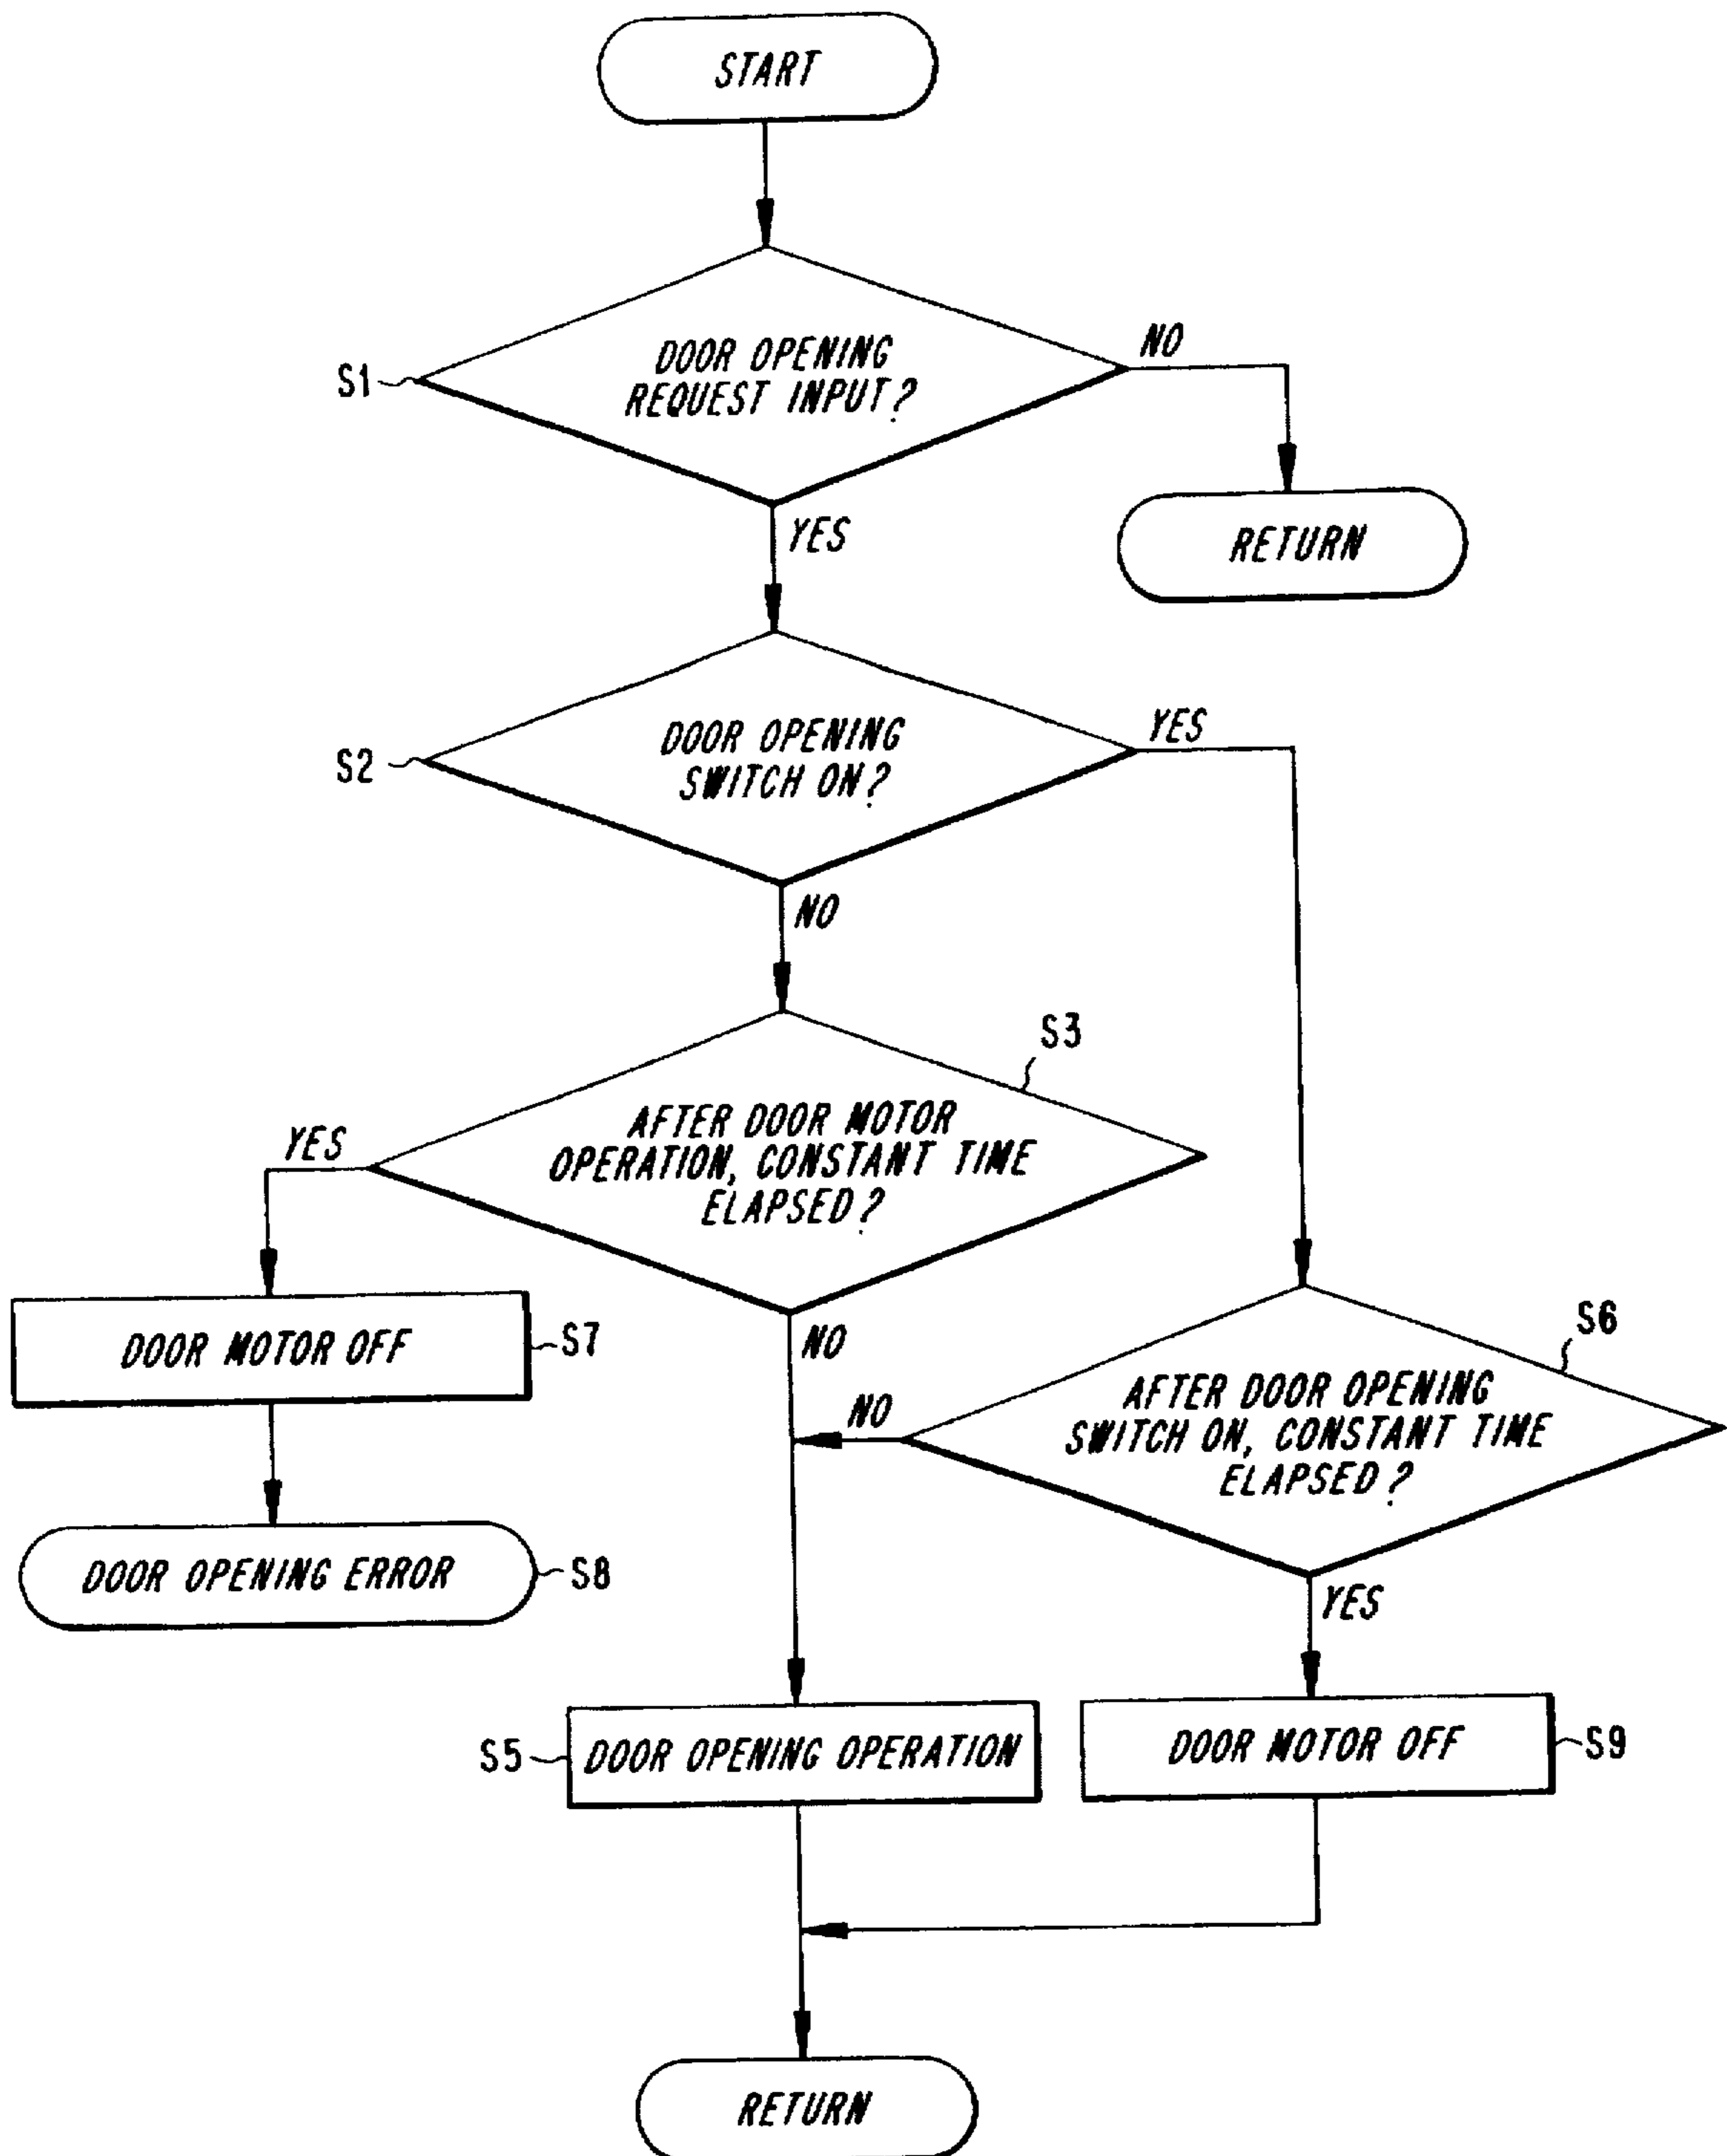 START
DOOR OPENING
REQUEST INPUT?
S1
NO
RETURN
YES
DOOR OPENING
SWITCH ON?
S2
YES
NO
S3
AFTER DOOR MOTOR
OPERATION, CONSTANT TIME
ELAPSED?
YES
DOOR MOTOR OFF
S7
NO
S6
AFTER DOOR OPENING
SWITCH ON, CONSTANT TIME
ELAPSED?
NO
DOOR OPENING ERROR
S8
YES
S5
DOOR OPENING OPERATION
DOOR MOTOR OFF
S9
RETURN